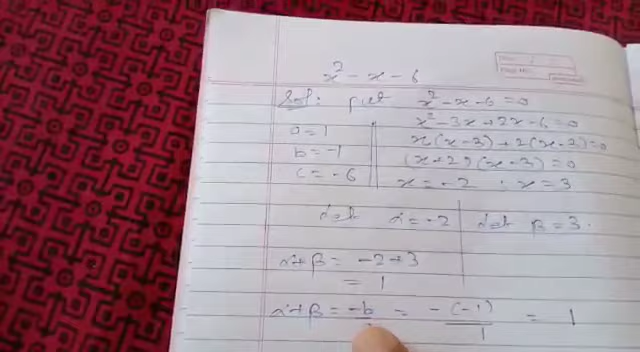 x² - x - 6
Sol: put x² - x - 6 = 0
x² - 3x + 2x - 6 = 0
a = 1
x(x-3) + 2(x-2) = 0
b = -1
(x+2)(x-3) = 0
c = -6
x = -2 ; x = 3
Let α = -2 Let β = 3.
α + β = -2 + 3
= 1
α + β = -b = -(-1)/1 = 1